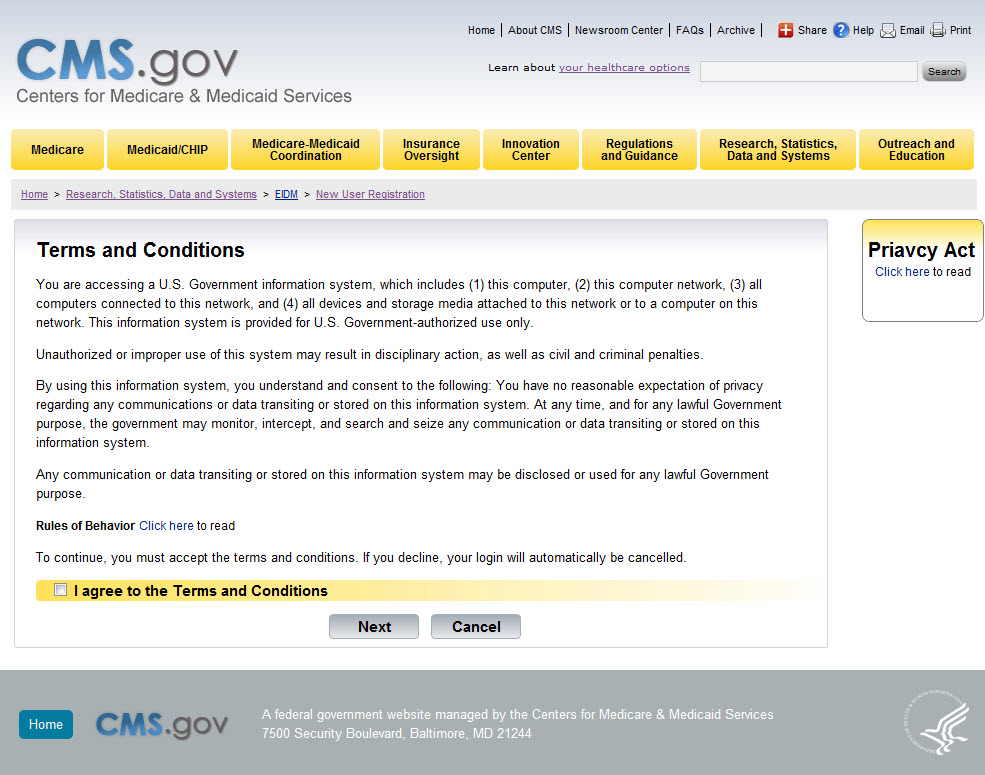 Home | About CMS | Newsroom Center | FAQs | Archive | Share Help Email Print
CMS.gov
Centers for Medicare & Medicaid Services
Learn about your healthcare options
Search
Medicare
Medicaid/CHIP
Medicare-Medicaid
Coordination
Insurance
Oversight
Innovation
Center
Regulations
and Guidance
Research, Statistics,
Data and Systems
Outreach and
Education
Home > Research, Statistics, Data and Systems > EIDM > New User Registration
Terms and Conditions
You are accessing a U.S. Government information system, which includes (1) this computer, (2) this computer network, (3) all
computers connected to this network, and (4) all devices and storage media attached to this network or to a computer on this
network. This information system is provided for U.S. Government-authorized use only.
Unauthorized or improper use of this system may result in disciplinary action, as well as civil and criminal penalties.
By using this information system, you understand and consent to the following: You have no reasonable expectation of privacy
regarding any communications or data transiting or stored on this information system. At any time, and for any lawful Government
purpose, the government may monitor, intercept, and search and seize any communication or data transiting or stored on this
information system.
Any communication or data transiting or stored on this information system may be disclosed or used for any lawful Government
purpose.
Rules of Behavior Click here to read
To continue, you must accept the terms and conditions. If you decline, your login will automatically be cancelled.
I agree to the Terms and Conditions
Next
Cancel
Priavcy Act
Click here to read
Home
CMS.gov
A federal government website managed by the Centers for Medicare & Medicaid Services
7500 Security Boulevard, Baltimore, MD 21244